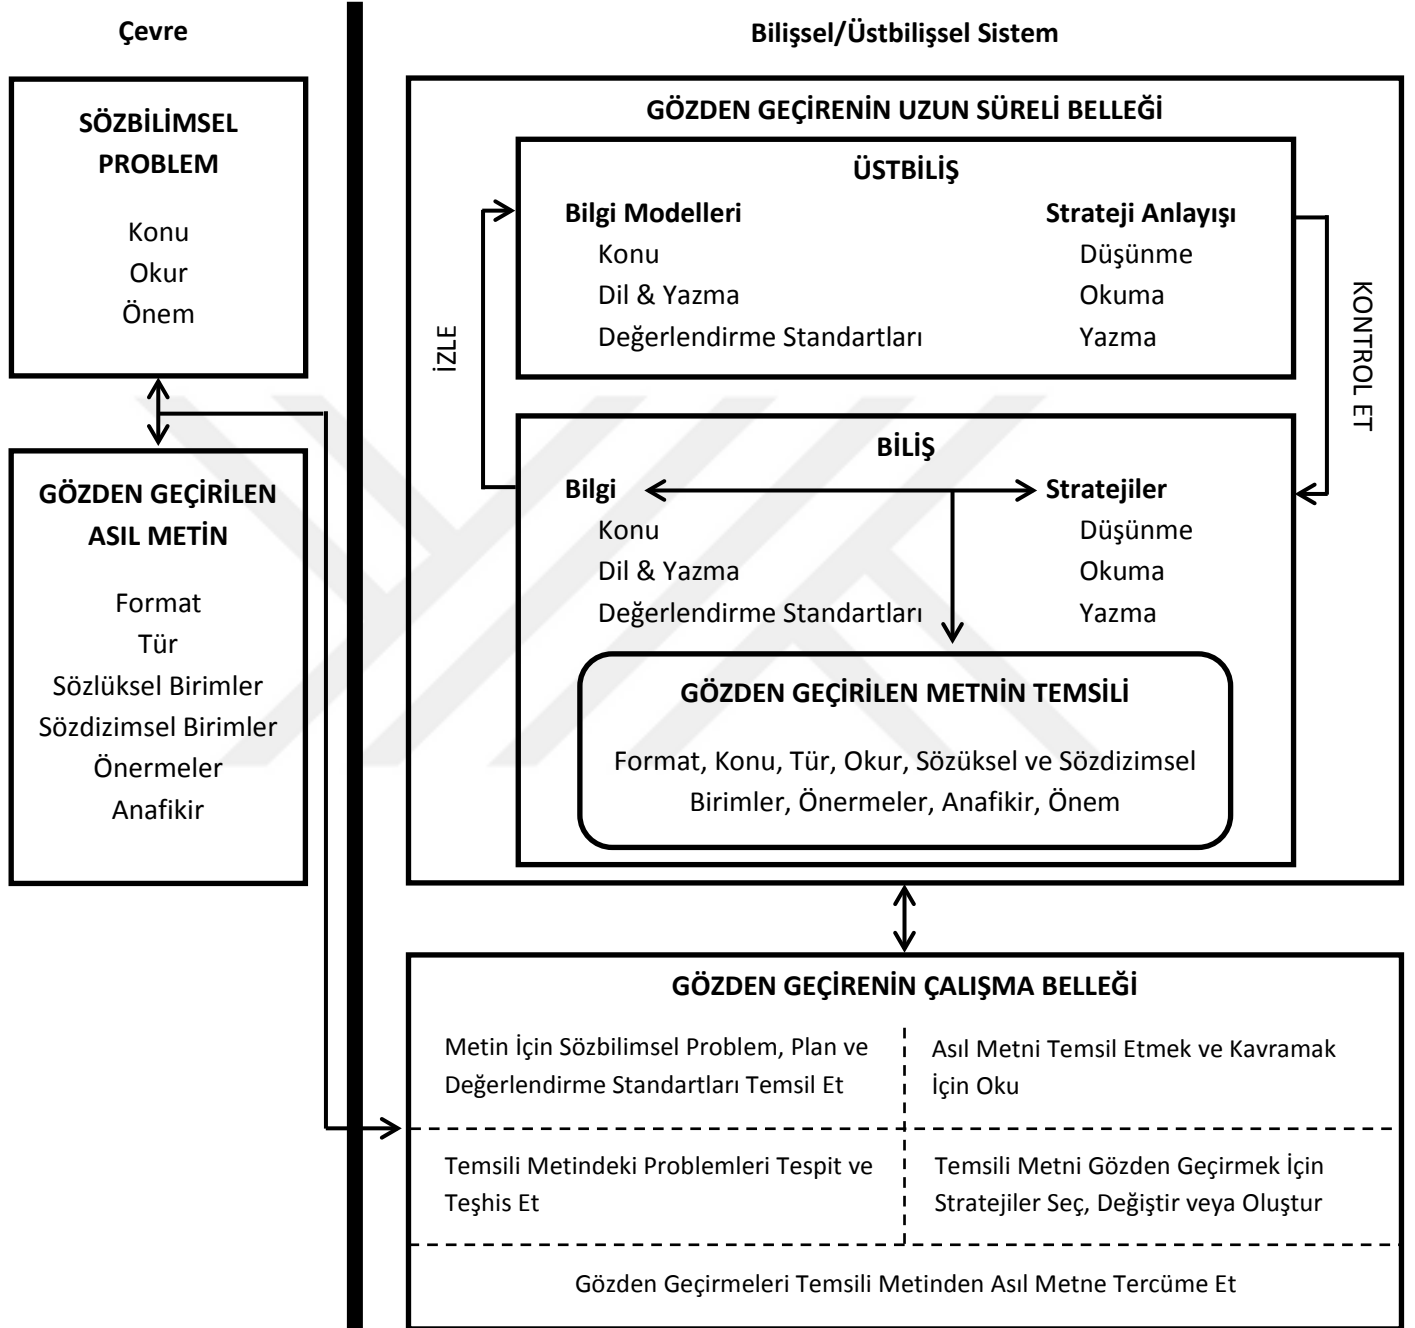 Çevre
SÖZBİLİMSEL
PROBLEM
Konu
Okur
Önem
GÖZDEN GEÇİRİLEN
ASIL METİN
Format
Tür
Sözlüksel Birimler
Sözdizimsel Birimler
Önermeler
Anafikir
Bilişsel/Üstbilişsel Sistem
GÖZDEN GEÇİRENİN UZUN SÜRELİ BELLEĞİ
ÜSTBİLİŞ
Bilgi Modelleri
Konu
Dil & Yazma
Değerlendirme Standartları
Strateji Anlayışı
Düşünme
Okuma
Yazma
İZLE
KONTROL ET
BİLİŞ
Bilgi
Konu
Dil & Yazma
Değerlendirme Standartları
Stratejiler
Düşünme
Okuma
Yazma
GÖZDEN GEÇİRİLEN METNİN TEMSİLİ
Format, Konu, Tür, Okur, Sözüksel ve Sözdizimsel
Birimler, Önermeler, Anafikir, Önem
GÖZDEN GEÇİRENİN ÇALIŞMA BELLEĞİ
Metin İçin Sözbilimsel Problem, Plan ve
Değerlendirme Standartları Temsil Et
Asıl Metni Temsil Etmek ve Kavramak
İçin Oku
Temsili Metindeki Problemleri Tespit ve
Teşhis Et
Temsili Metni Gözden Geçirmek İçin
Stratejiler Seç, Değiştir veya Oluştur
Gözden Geçirmeleri Temsili Metinden Asıl Metne Tercüme Et